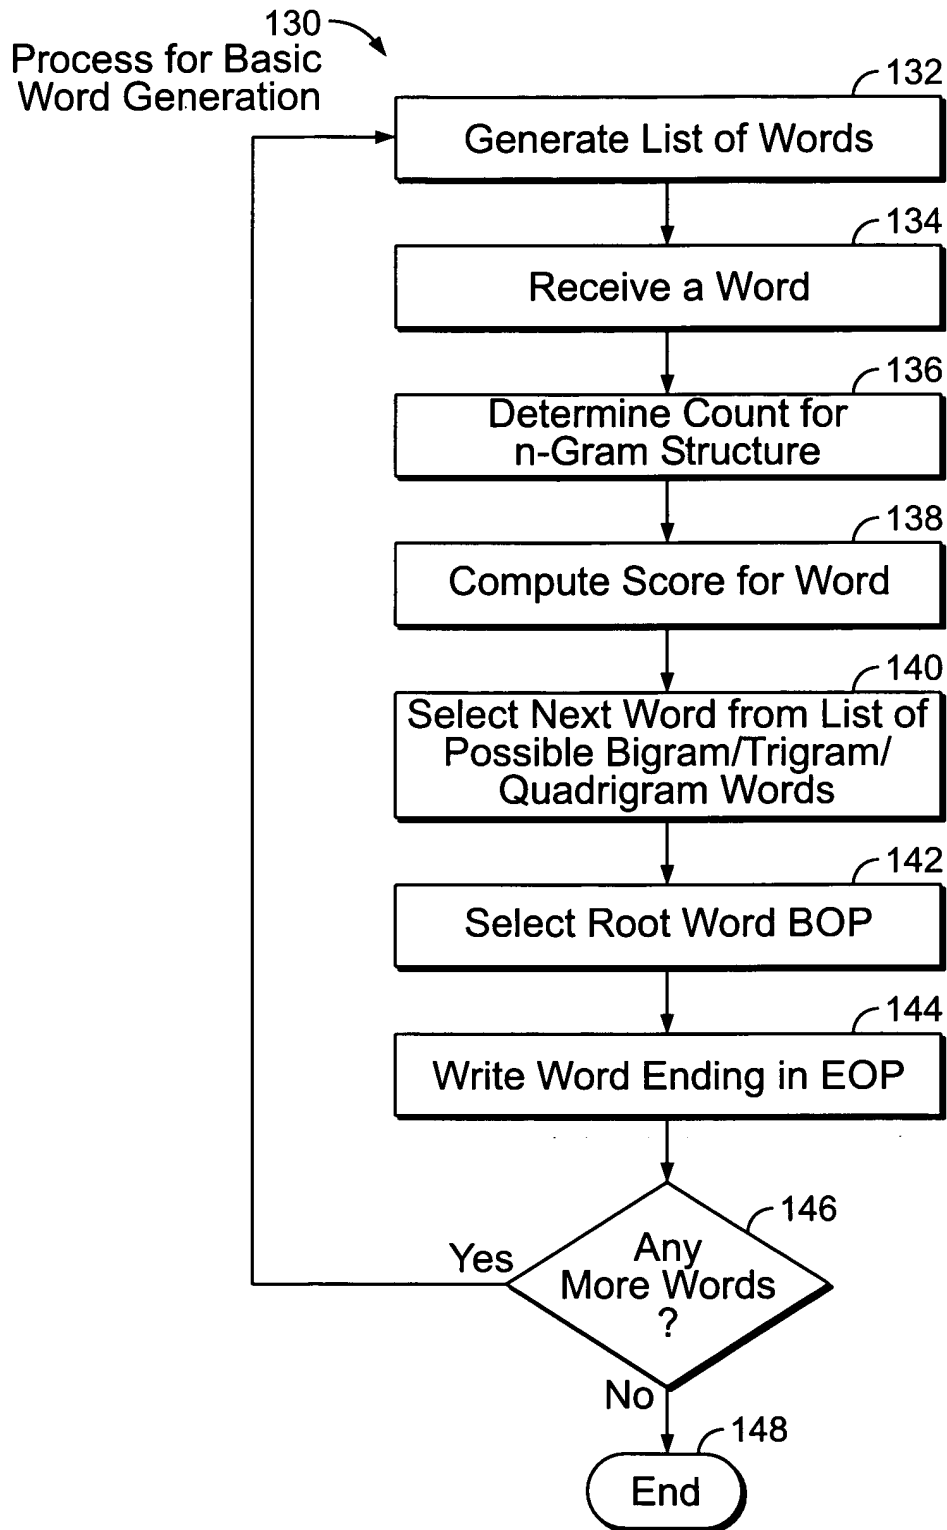 130
Process for Basic
Word Generation
132
Generate List of Words
134
Receive a Word
136
Determine Count for
n-Gram Structure
138
Compute Score for Word
140
Select Next Word from List of
Possible Bigram/Trigram/
Quadrigram Words
142
Select Root Word BOP
144
Write Word Ending in EOP
146
Any
More Words
?
Yes
No
148
End